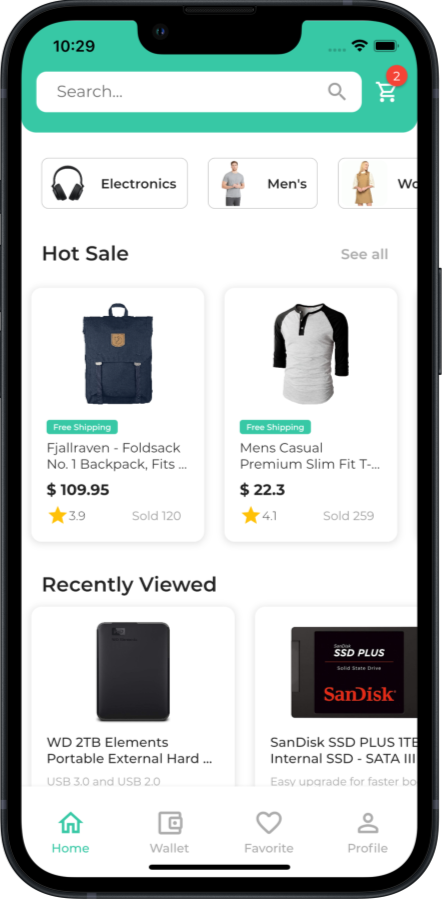 10:29
Search...
2
Electronics
Men's
Wo
Hot Sale
See all
Free Shipping
Fjallraven - Foldsack
No. 1 Backpack, Fits ...
$ 109.95
3.9
Sold 120
Free Shipping
Mens Casual
Premium Slim Fit T-...
$ 22.3
4.1
Sold 259
Recently Viewed
WD 2TB Elements
Portable External Hard ...
USB 3.0 and USB 2.0
SanDisk
SSD PLUS
Solid State Drive
SanDisk
SanDisk SSD PLUS 1TB
Internal SSD - SATA III
Easy upgrade for faster bo
Home
Wallet
Favorite
Profile